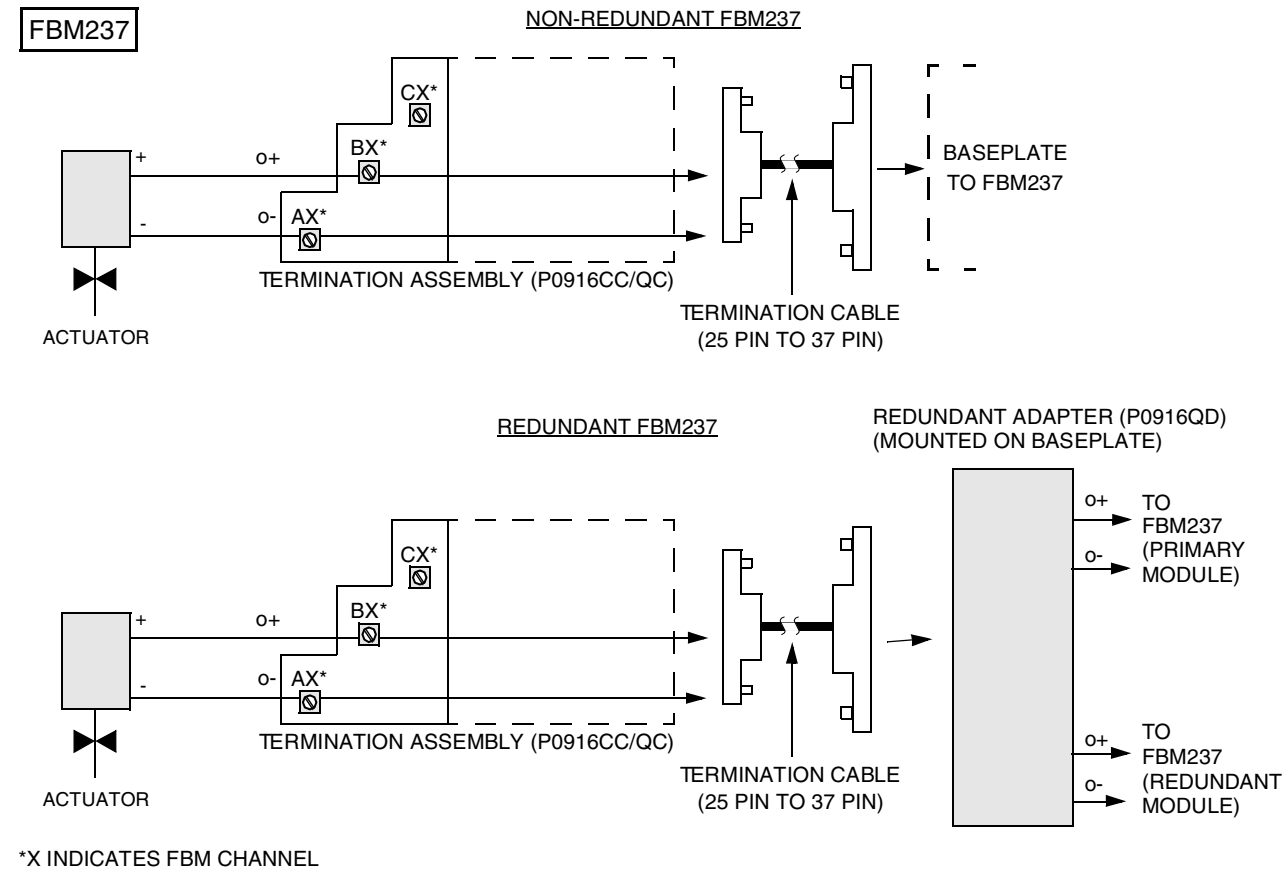 FBM237
NON-REDUNDANT FBM237
CX*
BX*
+
o+
BASEPLATE
TO FBM237
-
o-
AX*
TERMINATION ASSEMBLY (P0916CC/QC)
TERMINATION CABLE
(25 PIN TO 37 PIN)
ACTUATOR
REDUNDANT FBM237
REDUNDANT ADAPTER (P0916QD)
(MOUNTED ON BASEPLATE)
CX*
BX*
+
o+
-
o-
AX*
TERMINATION ASSEMBLY (P0916CC/QC)
TERMINATION CABLE
(25 PIN TO 37 PIN)
ACTUATOR
o+
o-
TO
FBM237
(PRIMARY
MODULE)
o+
o-
TO
FBM237
(REDUNDANT
MODULE)
*X INDICATES FBM CHANNEL